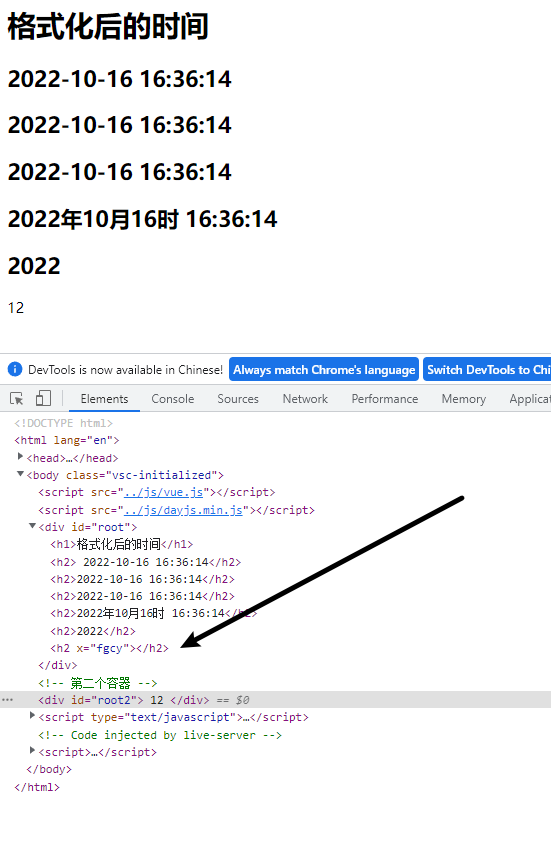 格式化后的时间
2022-10-16 16:36:14
2022-10-16 16:36:14
2022-10-16 16:36:14
2022年10月16时 16:36:14
2022
12
DevTools is now available in Chinese! Always match Chrome's language Switch DevTools to Chi
Elements Console Sources Network Performance Memory Applicat
<!DOCTYPE html>
<html lang="en">
<head>…</head>
<body class="vsc-initialized">
<script src="../js/vue.js"></script>
<script src="../js/dayjs.min.js"></script>
<div id="root">
<h1>格式化后的时间</h1>
<h2> 2022-10-16 16:36:14</h2>
<h2>2022-10-16 16:36:14</h2>
<h2>2022-10-16 16:36:14</h2>
<h2>2022年10月16时 16:36:14</h2>
<h2>2022</h2>
<h2 x="fgcy"></h2>
</div>
<!-- 第二个容器 -->
<div id="root2"> 12 </div> == $0
<script type="text/javascript">…</script>
<!-- Code injected by live-server -->
<script>…</script>
</body>
</html>